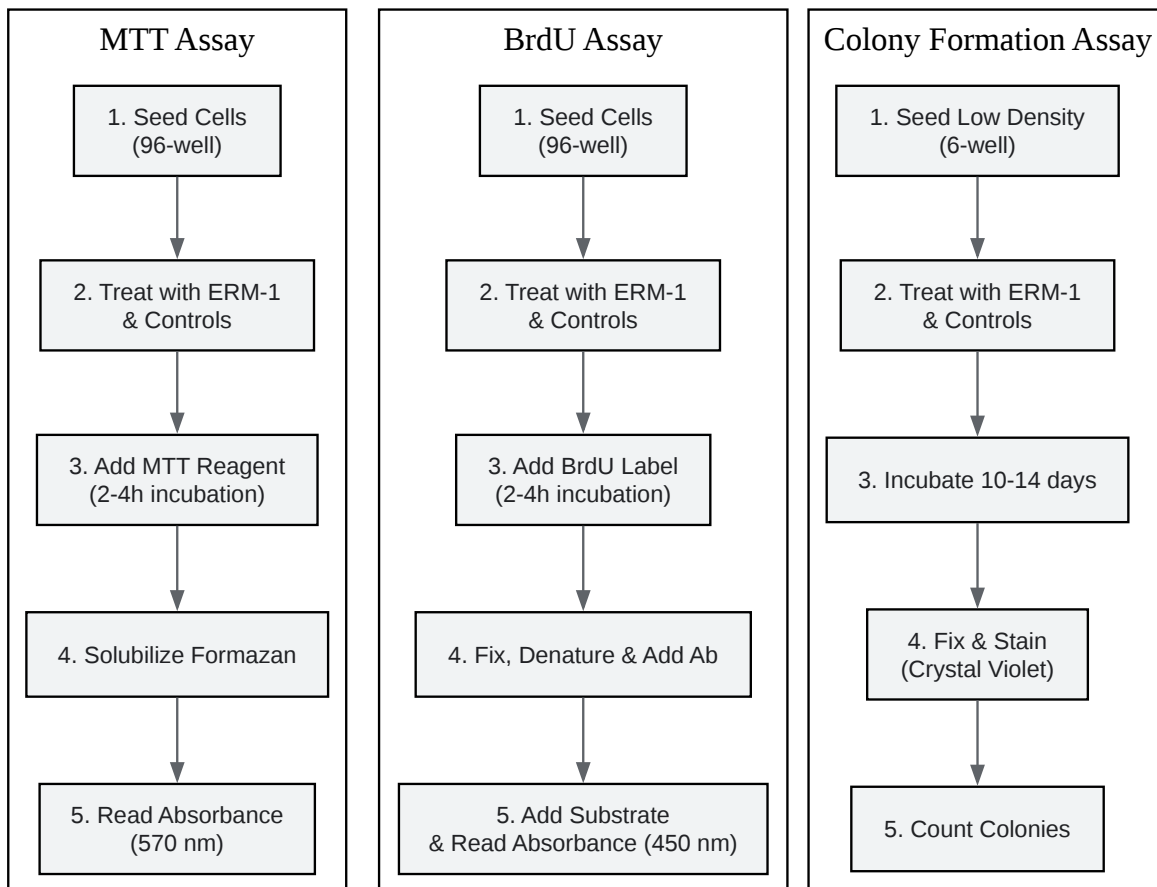 MTT Assay
1. Seed Cells
(96-well)
2. Treat with ERM-1
& Controls
3. Add MTT Reagent
(2-4h incubation)
4. Solubilize Formazan
5. Read Absorbance
(570 nm)
BrdU Assay
1. Seed Cells
(96-well)
2. Treat with ERM-1
& Controls
3. Add BrdU Label
(2-4h incubation)
4. Fix, Denature & Add Ab
5. Add Substrate
& Read Absorbance (450 nm)
Colony Formation Assay
1. Seed Low Density
(6-well)
2. Treat with ERM-1
& Controls
3. Incubate 10-14 days
4. Fix & Stain
(Crystal Violet)
5. Count Colonies